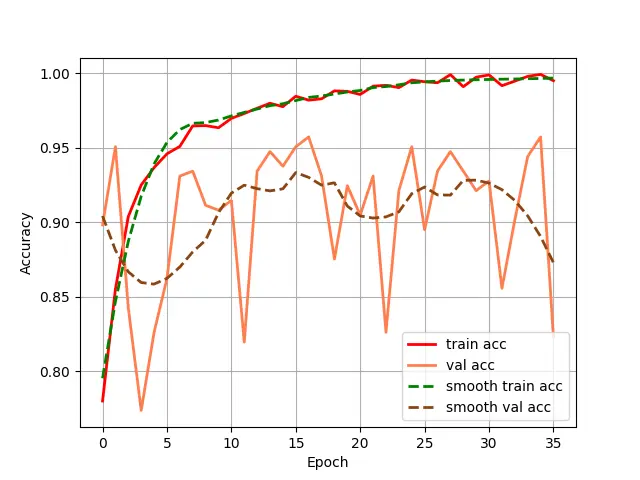 1.00
0.95
0.90
0.85
0.80
Accuracy
0
5
10
15
20
25
30
35
Epoch
train acc
val acc
smooth train acc
smooth val acc